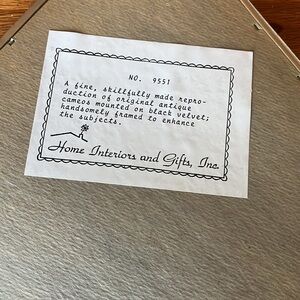 NO. 9551
A fine, skillfully made repro-
duction of original antique
cameos mounted on black velvet;
handsomely framed to enhance
the subjects.
Home Interiors and Gifts, Inc.